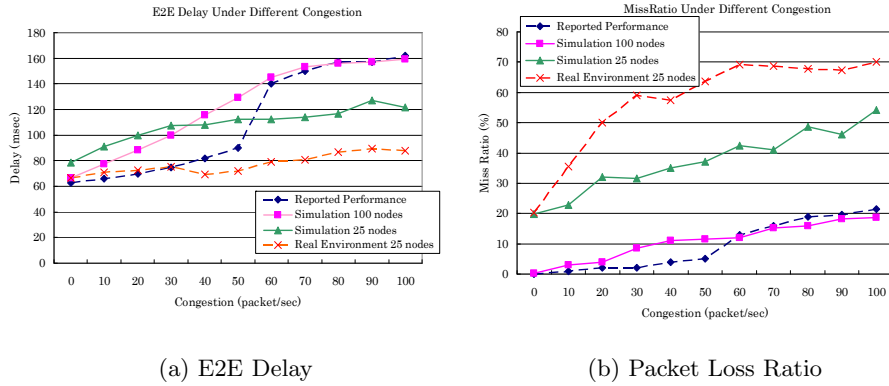 E2E Delay Under Different Congestion
180
160
140
120
100
80
60
40
20
0
Delay (msec)
0 10 20 30 40 50 60 70 80 90 100
Congestion (packet/sec)
Reported Performance
Simulation 100 nodes
Simulation 25 nodes
Real Environment 25 nodes
(a) E2E Delay
MissRatio Under Different Congestion
80
70
60
50
40
30
20
10
0
Miss Ratio (%)
0 10 20 30 40 50 60 70 80 90 100
Congestion (packet/sec)
Reported Performance
Simulation 100 nodes
Simulation 25 nodes
Real Environment 25 nodes
(b) Packet Loss Ratio